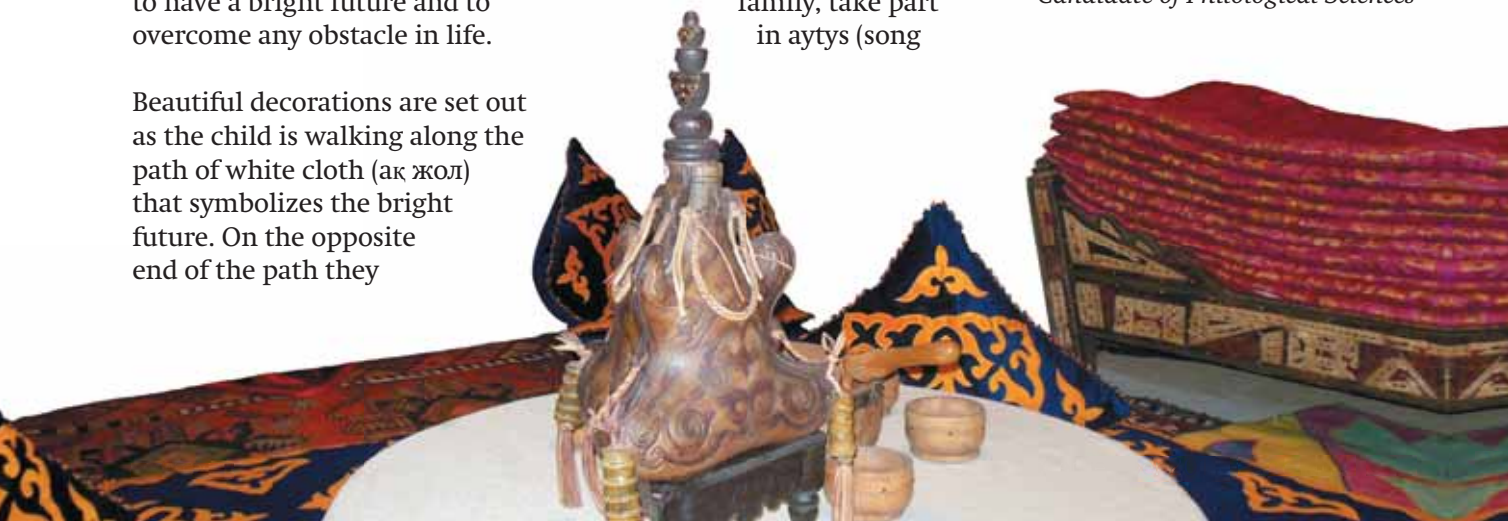 to have a bright future and to
overcome any obstacle in life.
Beautiful decorations are set out
as the child is walking along the
path of white cloth (ақ жол)
that symbolizes the bright
future. On the opposite
end of the path they
family, take part
in aytys (song
Candidate of Philological Sciences